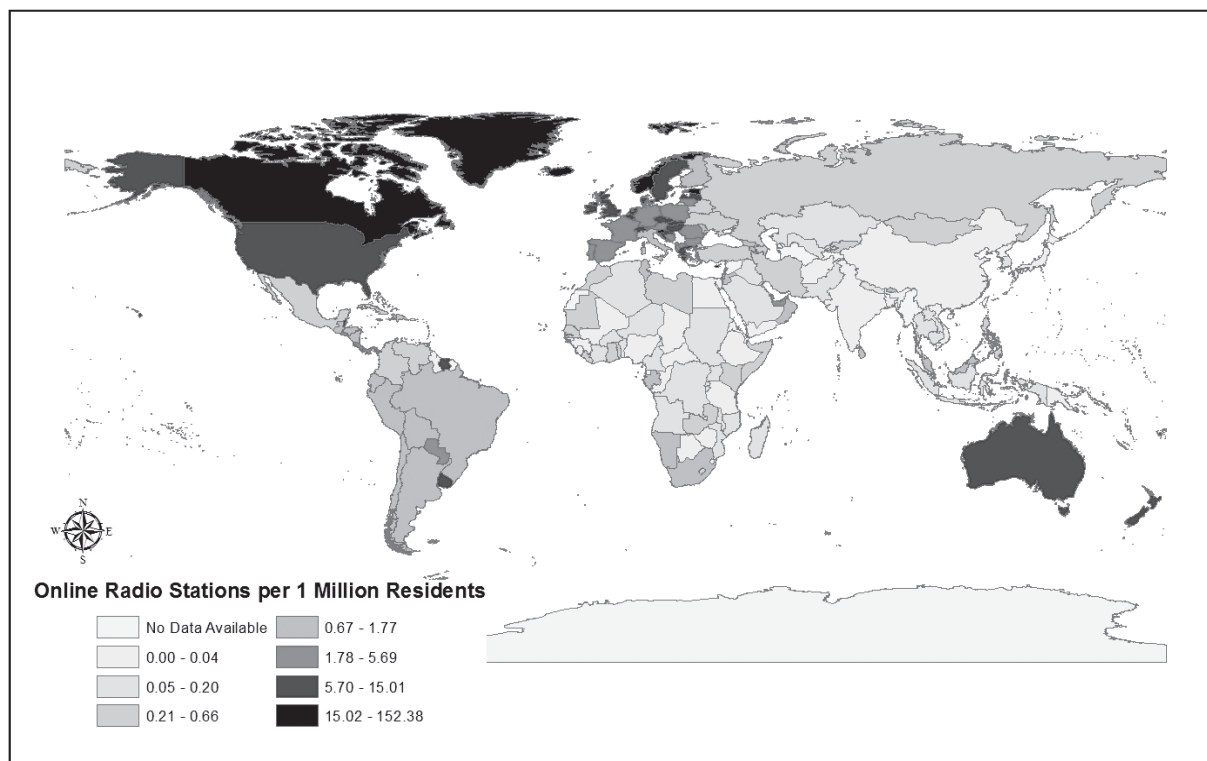 N
W E
S
Online Radio Stations per 1 Million Residents
No Data Available
0.00 - 0.04
0.05 - 0.20
0.21 - 0.66
0.67 - 1.77
1.78 - 5.69
5.70 - 15.01
15.02 - 152.38